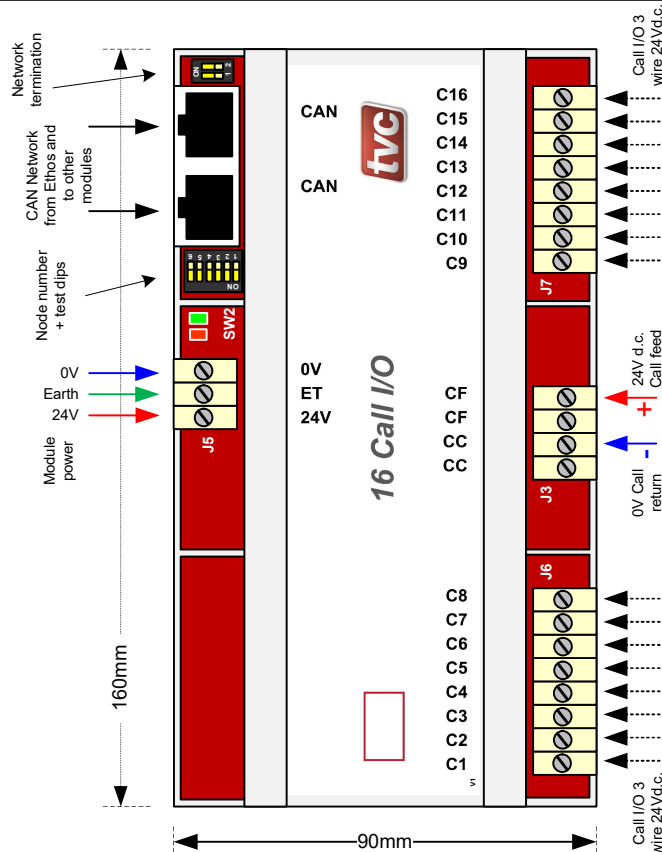 Network
termination
CAN Network
from Ethos and
to other
modules
Node number
+ test dips
0V
Earth
24V
Module
power
160mm
90mm
ON
1 2
1 2 3 4 5 6
ON
SW2
J5
CAN
CAN
0V
ET
24V
tvc
16 Call I/O
C16
C15
C14
C13
C12
C11
C10
C9
CF
CF
CC
CC
C8
C7
C6
C5
C4
C3
C2
C1
V1
J7
J3
J6
Call I/O 3
wire 24Vd.c.
24V d.c.
Call feed
+
-
0V Call
return
Call I/O 3
wire 24Vd.c.